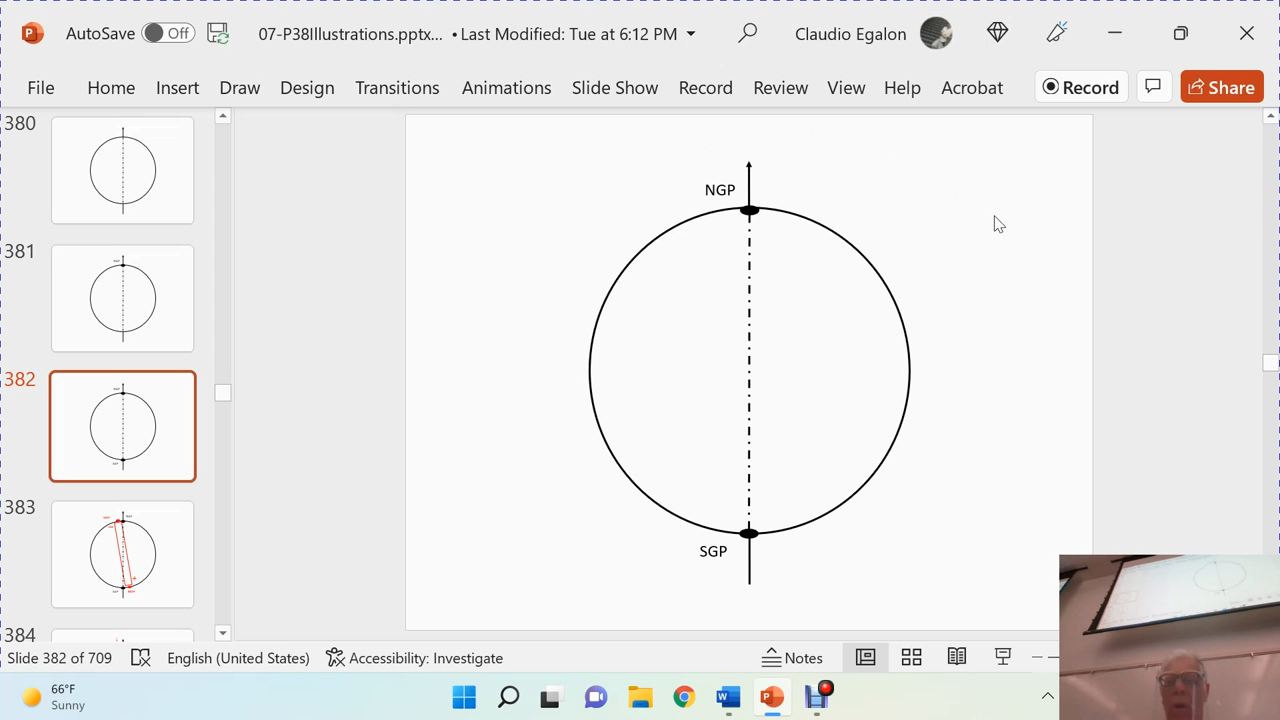 AutoSave Off 07-P38Illustrations.pptx... • Last Modified: Tue at 6:12 PM Claudio Egalon
File Home Insert Draw Design Transitions Animations Slide Show Record Review View Help Acrobat Record Share
380
381
382
383
384
NGP
SGP
Slide 382 of 709 English (United States) Accessibility: Investigate Notes
66°F
Sunny